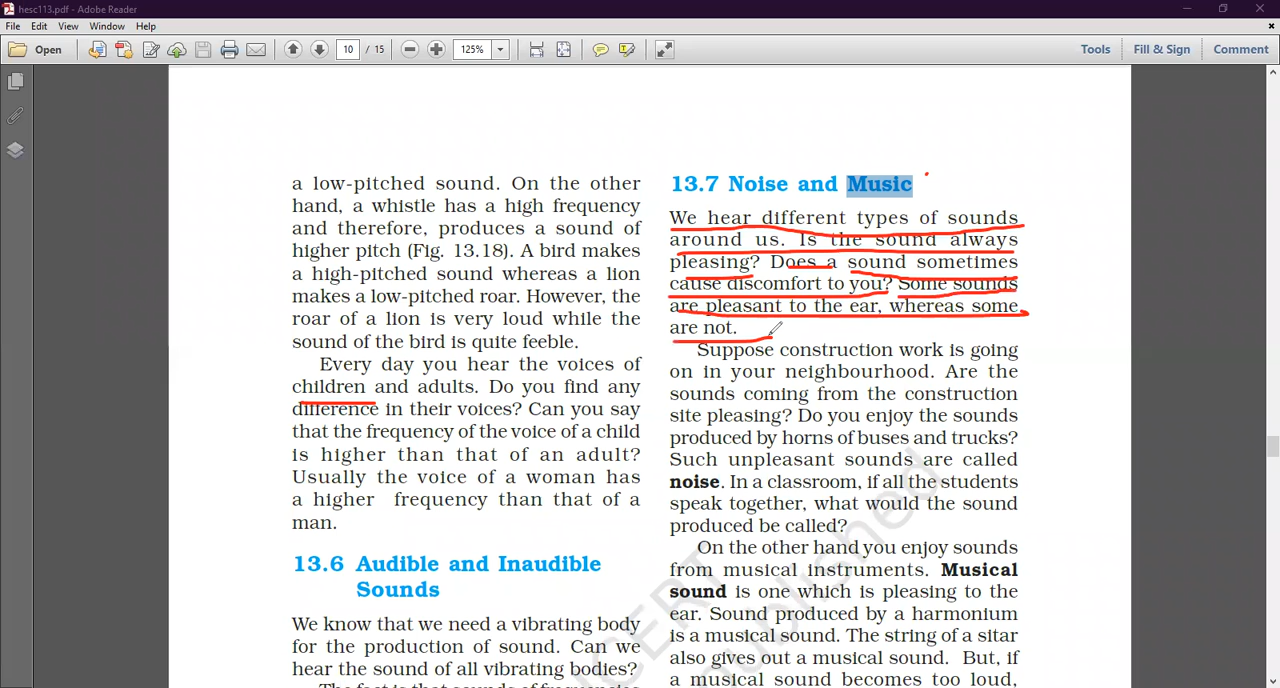 hesc113.pdf - Adobe Reader
File Edit View Window Help
Open 10 / 15 125% Tools Fill & Sign Comment
a low-pitched sound. On the other
hand, a whistle has a high frequency
and therefore, produces a sound of
higher pitch (Fig. 13.18). A bird makes
a high-pitched sound whereas a lion
makes a low-pitched roar. However, the
roar of a lion is very loud while the
sound of the bird is quite feeble.
Every day you hear the voices of
children and adults. Do you find any
difference in their voices? Can you say
that the frequency of the voice of a child
is higher than that of an adult?
Usually the voice of a woman has
a higher frequency than that of a
man.
13.6 Audible and Inaudible
Sounds
We know that we need a vibrating body
for the production of sound. Can we
hear the sound of all vibrating bodies?
The fact is that sounds of frequencies
13.7 Noise and Music
We hear different types of sounds
around us. Is the sound always
pleasing? Does a sound sometimes
cause discomfort to you? Some sounds
are pleasant to the ear, whereas some
are not.
Suppose construction work is going
on in your neighbourhood. Are the
sounds coming from the construction
site pleasing? Do you enjoy the sounds
produced by horns of buses and trucks?
Such unpleasant sounds are called
noise. In a classroom, if all the students
speak together, what would the sound
produced be called?
On the other hand you enjoy sounds
from musical instruments. Musical
sound is one which is pleasing to the
ear. Sound produced by a harmonium
is a musical sound. The string of a sitar
also gives out a musical sound. But, if
a musical sound becomes too loud,